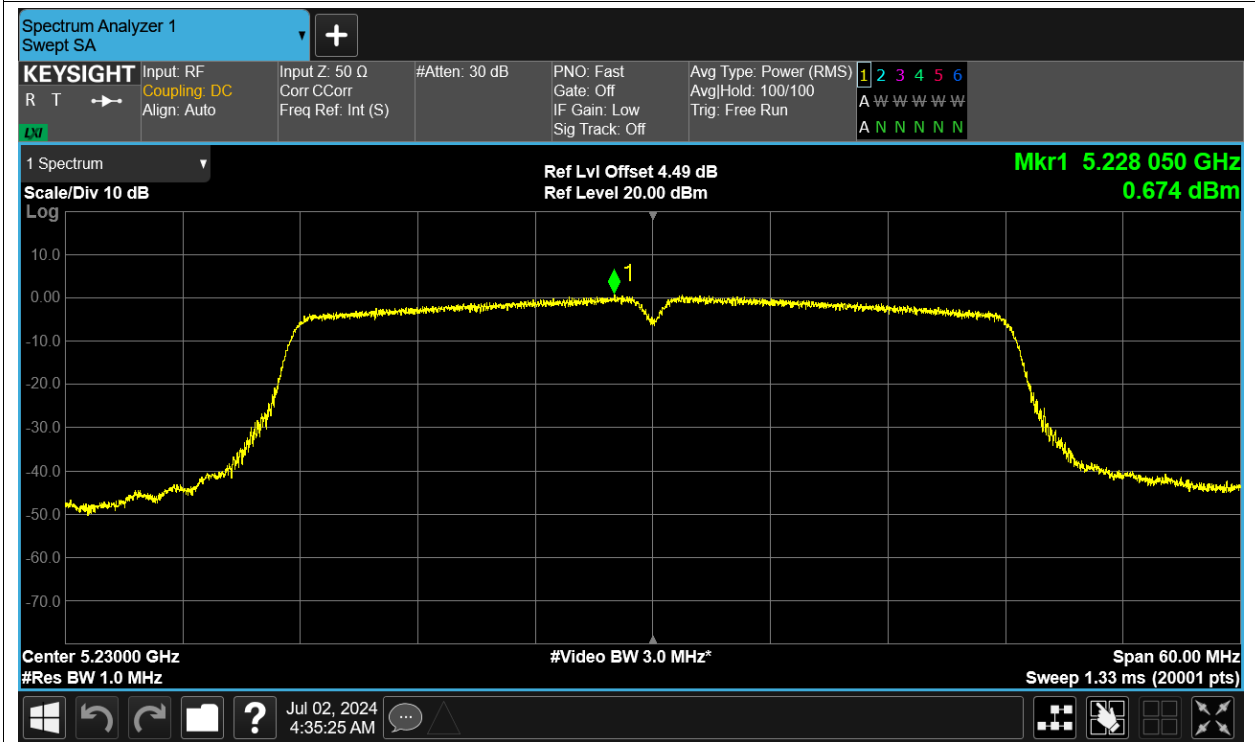 Spectrum Analyzer 1
Swept SA
+
KEYSIGHT
R T
LXI
Input: RF
Coupling: DC
Align: Auto
Input Z: 50 Ω
Corr CCorr
Freq Ref: Int (S)
#Atten: 30 dB
PNO: Fast
Gate: Off
IF Gain: Low
Sig Track: Off
Avg Type: Power (RMS)
Avg|Hold: 100/100
Trig: Free Run
1 2 3 4 5 6
A W W W W W
A N N N N N
1 Spectrum
Scale/Div 10 dB
Log
Ref Lvl Offset 4.49 dB
Ref Level 20.00 dBm
Mkr1 5.228 050 GHz
0.674 dBm
10.0
0.00
-10.0
-20.0
-30.0
-40.0
-50.0
-60.0
-70.0
1
Center 5.23000 GHz
#Res BW 1.0 MHz
#Video BW 3.0 MHz*
Span 60.00 MHz
Sweep 1.33 ms (20001 pts)
?
Jul 02, 2024
4:35:25 AM